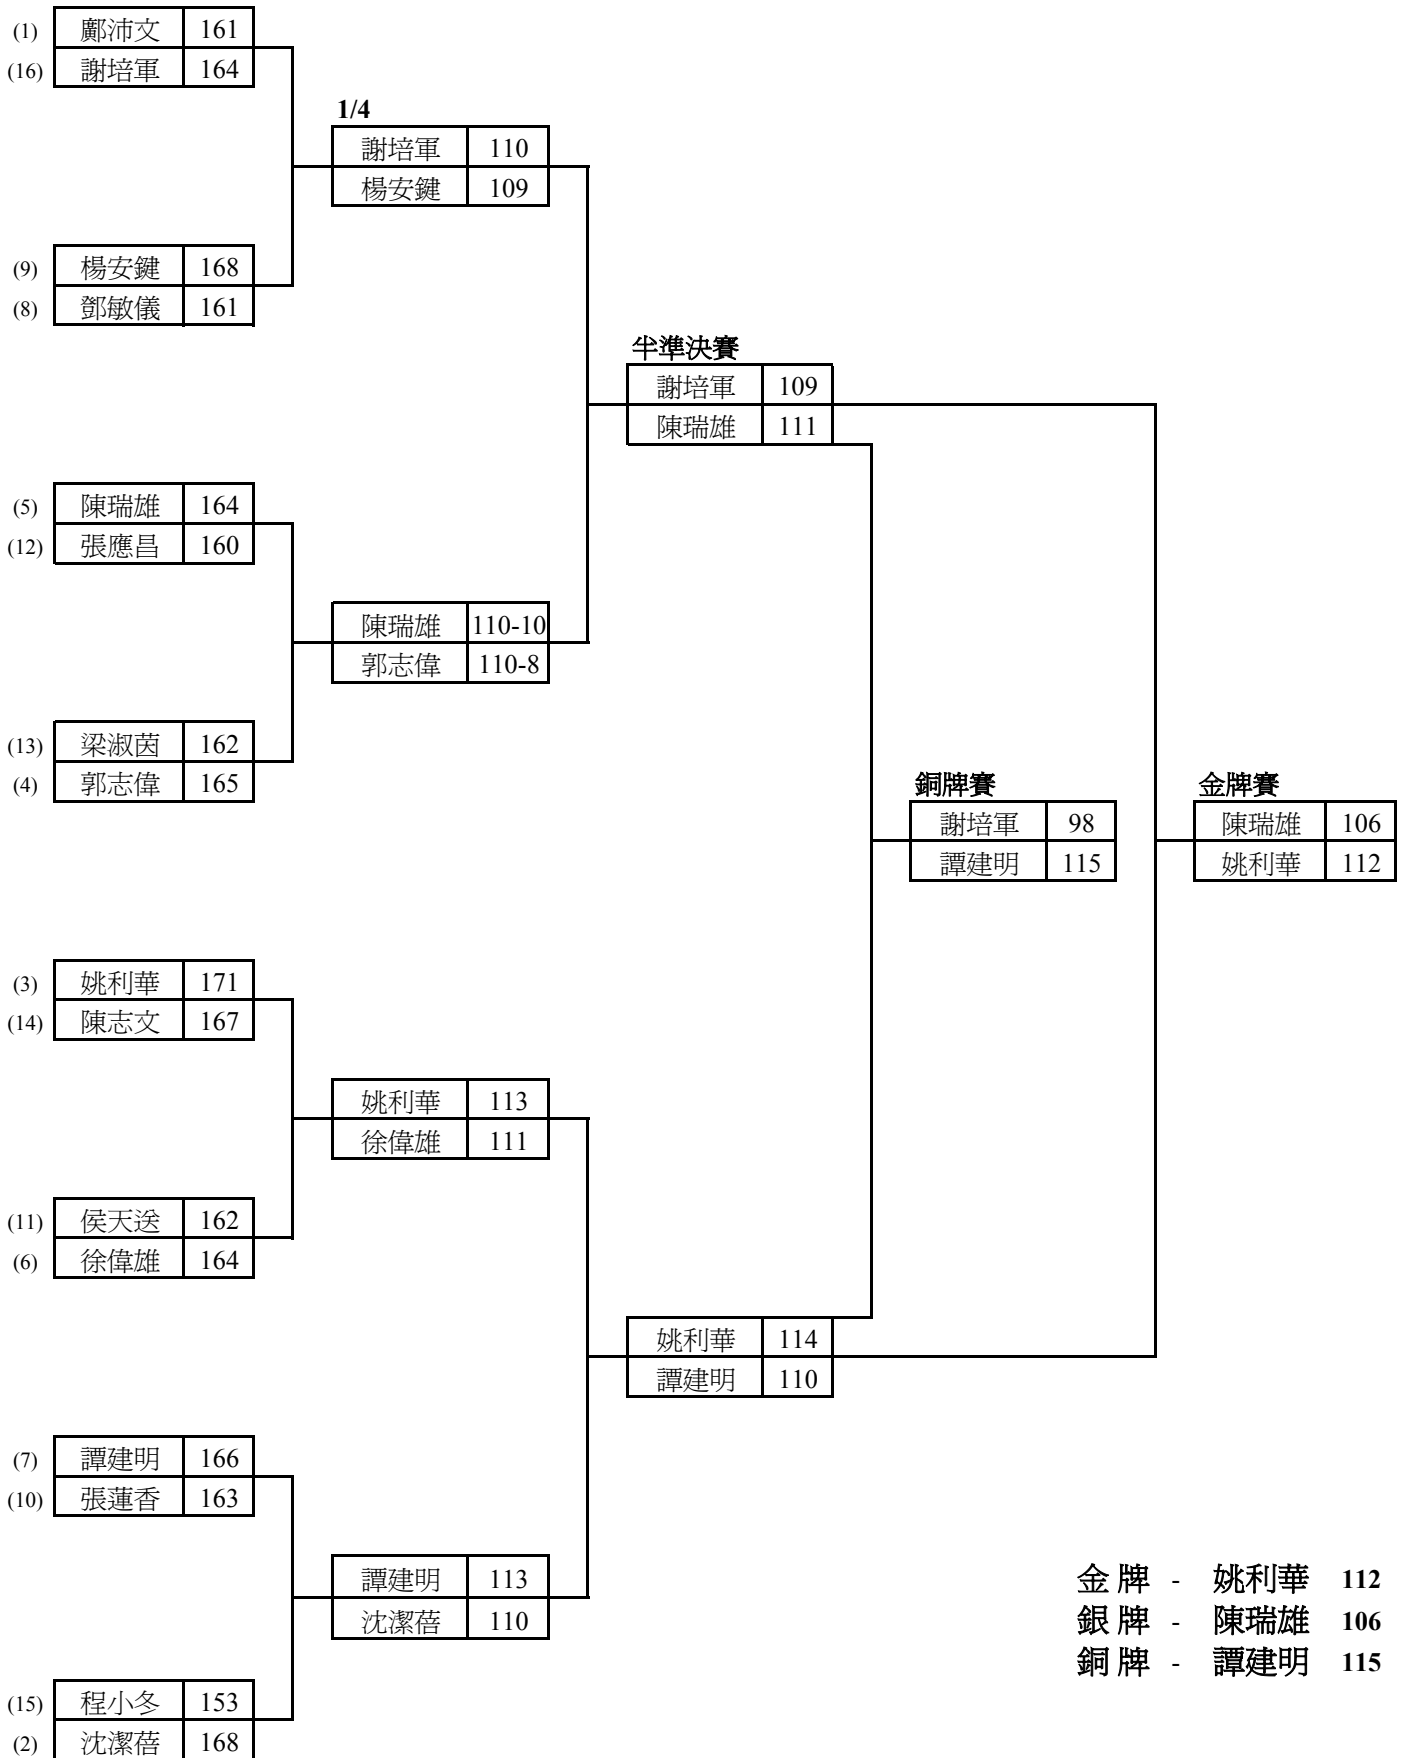 (1) 鄺沛文 161
(16) 謝培軍 164
1/4
謝培軍 110
楊安鍵 109
(9) 楊安鍵 168
(8) 鄧敏儀 161
半準決賽
謝培軍 109
陳瑞雄 111
(5) 陳瑞雄 164
(12) 張應昌 160
陳瑞雄 110-10
郭志偉 110-8
(13) 梁淑茵 162
(4) 郭志偉 165
銅牌賽
謝培軍 98
譚建明 115
金牌賽
陳瑞雄 106
姚利華 112
(3) 姚利華 171
(14) 陳志文 167
姚利華 113
徐偉雄 111
(11) 侯天送 162
(6) 徐偉雄 164
姚利華 114
譚建明 110
(7) 譚建明 166
(10) 張蓮香 163
譚建明 113
沈潔蓓 110
(15) 程小冬 153
(2) 沈潔蓓 168
金牌 - 姚利華 112
銀牌 - 陳瑞雄 106
銅牌 - 譚建明 115